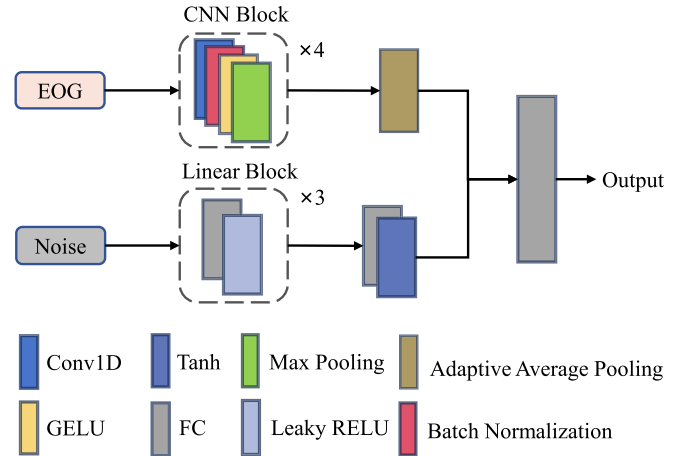 CNN Block
×4
EOG
Linear Block
×3
Output
Noise
Conv1D
Tanh
Max Pooling
Adaptive Average Pooling
GELU
FC
Leaky RELU
Batch Normalization